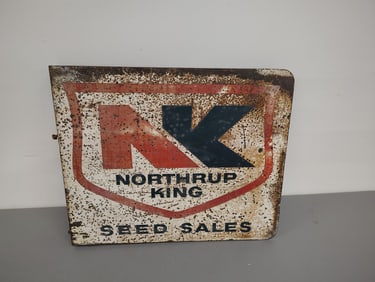 NK
NORTHRUP
KING
SEED SALES